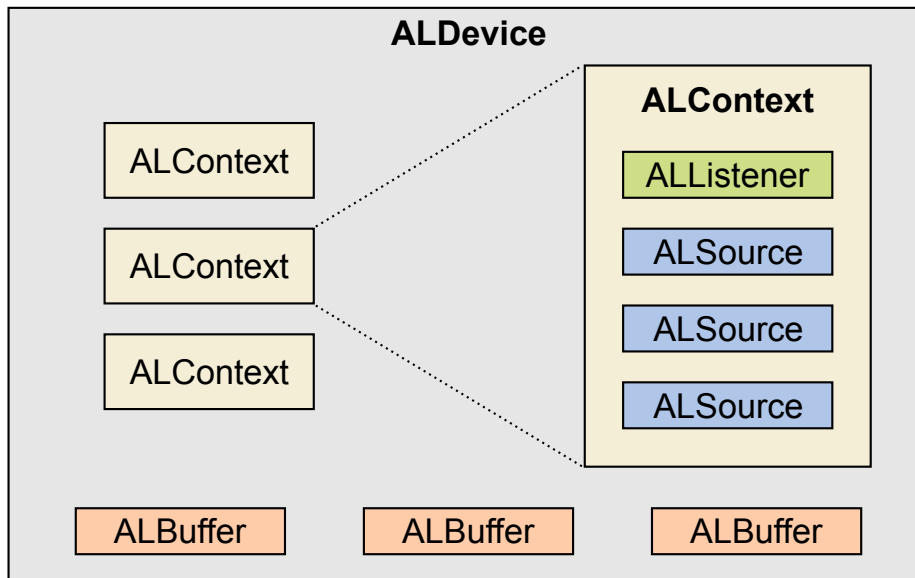 ALDevice
ALContext
ALContext
ALContext
ALContext
ALListener
ALSource
ALSource
ALSource
ALBuffer
ALBuffer
ALBuffer